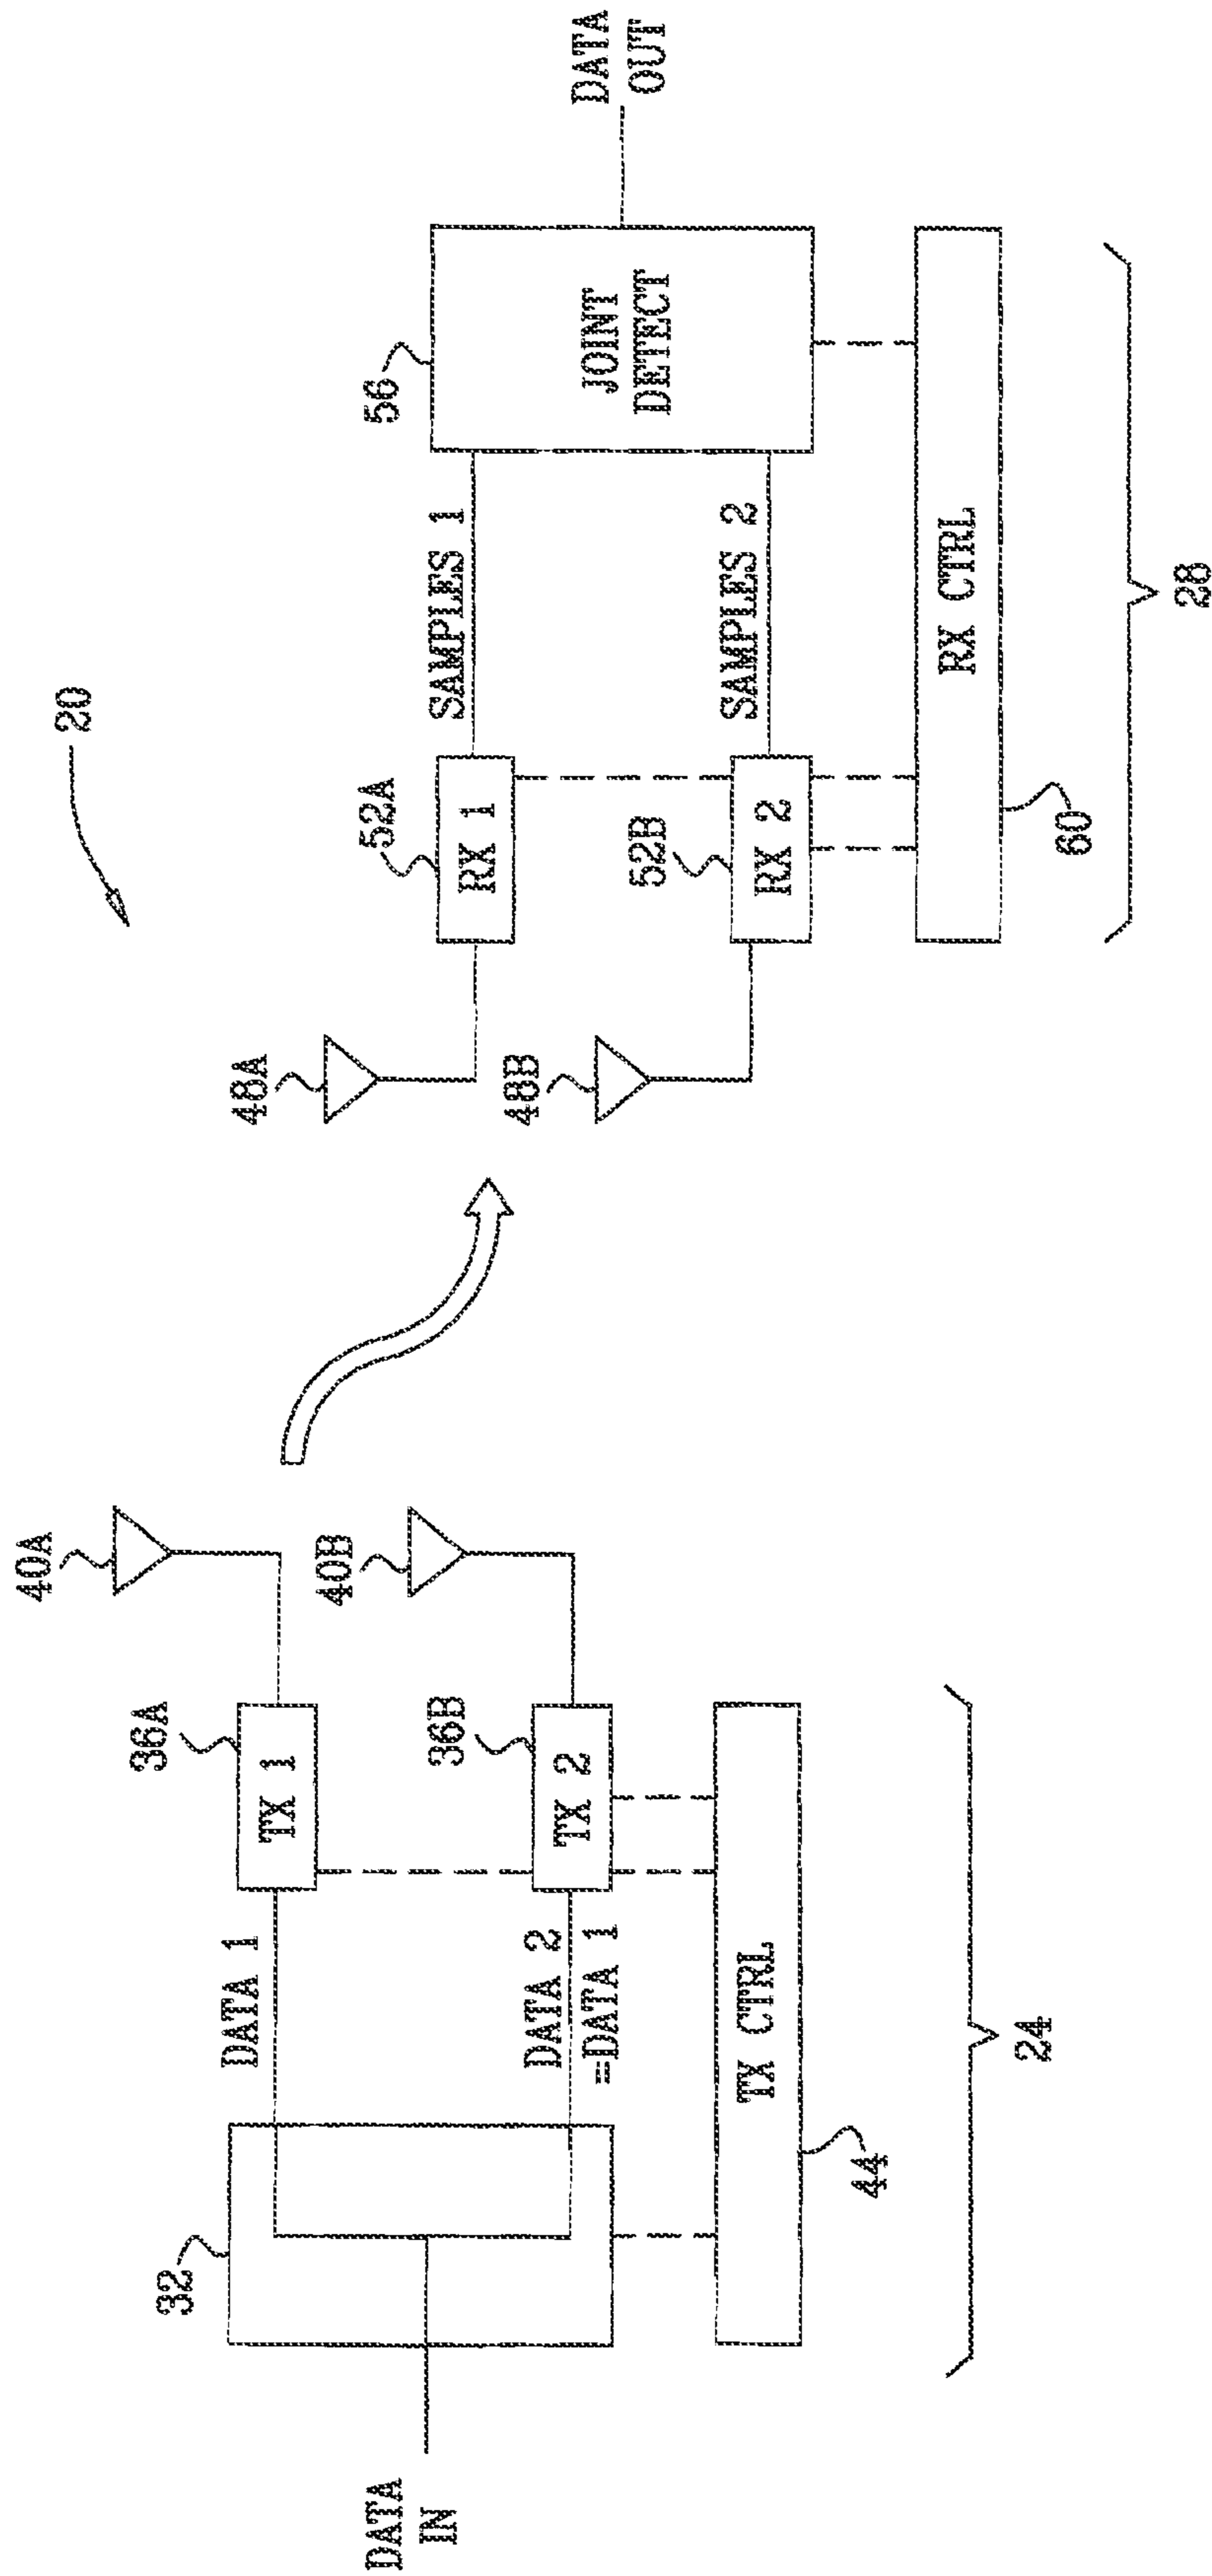 20
DATA
IN
32
DATA 1
DATA 2
=DATA 1
36A
TX 1
36B
TX 2
40A
40B
TX CTRL
44
24
48A
48B
52A
RX 1
52B
RX 2
SAMPLES 1
SAMPLES 2
56
JOINT
DETECT
DATA
OUT
RX CTRL
60
28